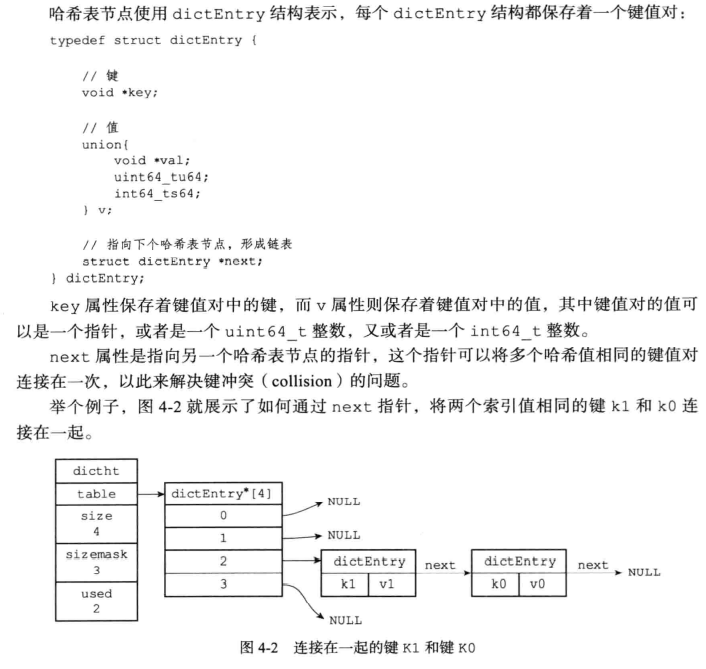 哈希表节点使用 dictEntry 结构表示，每个 dictEntry 结构都保存着一个键值对：
typedef struct dictEntry {
// 键
void *key;
// 值
union{
void *val;
uint64_tu64;
int64_ts64;
} v;
// 指向下个哈希表节点，形成链表
struct dictEntry *next;
} dictEntry;
key 属性保存着键值对中的键，而 v 属性则保存着键值对中的值，其中键值对的值可
以是一个指针，或者是一个 uint64_t 整数，又或者是一个 int64_t 整数。
next 属性是指向另一个哈希表节点的指针，这个指针可以将多个哈希值相同的键值对
连接在一次，以此来解决键冲突（collision）的问题。
举个例子，图 4-2 就展示了如何通过 next 指针，将两个索引值相同的键 k1 和 k0 连
接在一起。
dictht
table
size
4
sizemask
3
used
2
dictEntry*[4]
0
1
2
3
NULL
NULL
dictEntry
k1 v1
next
dictEntry
k0 v0
next
NULL
NULL
图 4-2 连接在一起的键 K1 和键 K0